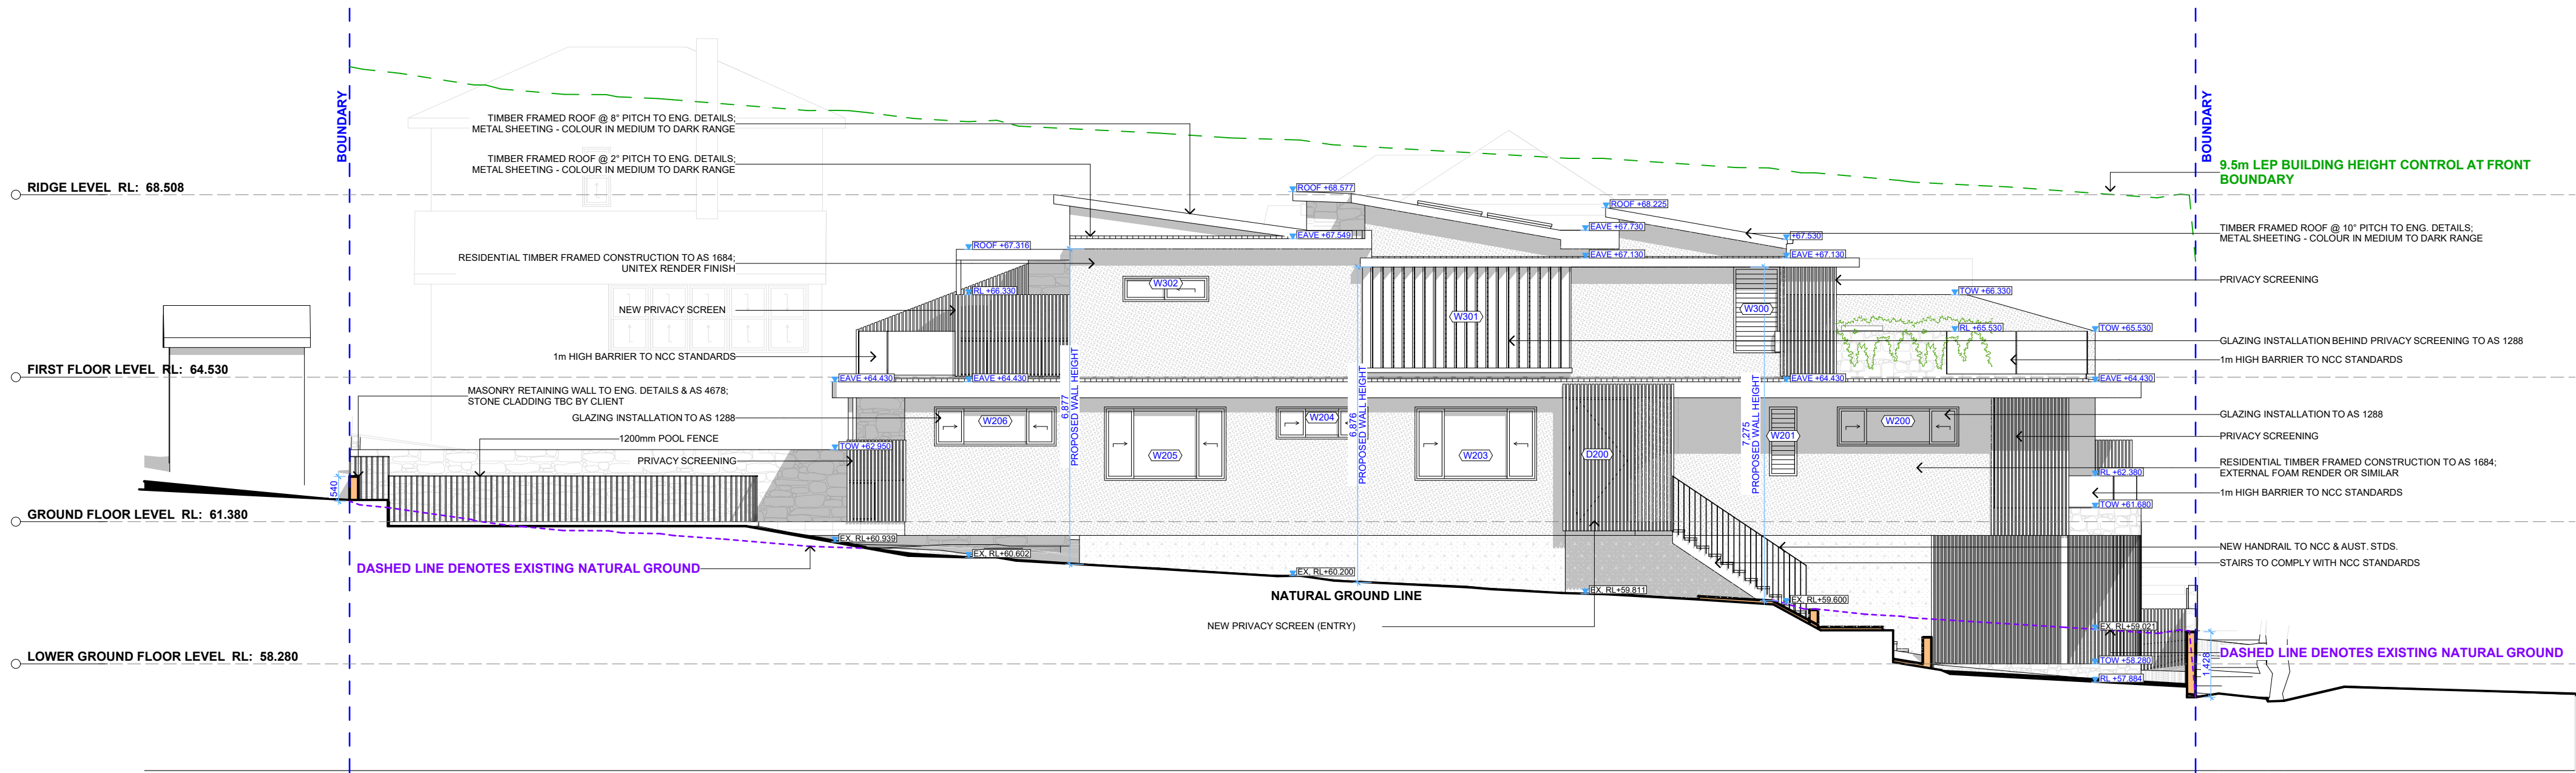 BOUNDARY
BOUNDARY
TIMBER FRAMED ROOF @ 8° PITCH TO ENG. DETAILS;
METAL SHEETING - COLOUR IN MEDIUM TO DARK RANGE
TIMBER FRAMED ROOF @ 2° PITCH TO ENG. DETAILS;
METAL SHEETING - COLOUR IN MEDIUM TO DARK RANGE
9.5m LEP BUILDING HEIGHT CONTROL AT FRONT
BOUNDARY
RIDGE LEVEL RL: 68.508
ROOF +68.577
ROOF +68.225
TIMBER FRAMED ROOF @ 10° PITCH TO ENG. DETAILS;
METAL SHEETING - COLOUR IN MEDIUM TO DARK RANGE
EAVE +67.730
EAVE +67.549
+67.530
ROOF +67.316
RESIDENTIAL TIMBER FRAMED CONSTRUCTION TO AS 1684;
UNITEX RENDER FINISH
EAVE +67.130
EAVE +67.130
PRIVACY SCREENING
W302
RL +66.330
TOW +66.330
NEW PRIVACY SCREEN
W301
W300
RL +65.530
TOW +65.530
GLAZING INSTALLATION BEHIND PRIVACY SCREENING TO AS 1288
1m HIGH BARRIER TO NCC STANDARDS
1m HIGH BARRIER TO NCC STANDARDS
FIRST FLOOR LEVEL RL: 64.530
EAVE +64.430
EAVE +64.430
EAVE +64.430
EAVE +64.430
MASONRY RETAINING WALL TO ENG. DETAILS & AS 4678;
STONE CLADDING TBC BY CLIENT
GLAZING INSTALLATION TO AS 1288
W206
W204
W200
GLAZING INSTALLATION TO AS 1288
6,877
PROPOSED WALL HEIGHT
6,876
PROPOSED WALL HEIGHT
7,275
PROPOSED WALL HEIGHT
1200mm POOL FENCE
W201
PRIVACY SCREENING
TOW +62.950
PRIVACY SCREENING
W205
W203
D200
RESIDENTIAL TIMBER FRAMED CONSTRUCTION TO AS 1684;
EXTERNAL FOAM RENDER OR SIMILAR
RL +62.380
540
1m HIGH BARRIER TO NCC STANDARDS
TOW +61.680
GROUND FLOOR LEVEL RL: 61.380
EX. RL+60.939
EX. RL+60.602
NEW HANDRAIL TO NCC & AUST. STDS.
STAIRS TO COMPLY WITH NCC STANDARDS
DASHED LINE DENOTES EXISTING NATURAL GROUND
EX. RL+60.200
EX. RL+59.811
NATURAL GROUND LINE
EX. RL+59.600
NEW PRIVACY SCREEN (ENTRY)
EX. RL+59.021
LOWER GROUND FLOOR LEVEL RL: 58.280
TOW +58.280
1,428
DASHED LINE DENOTES EXISTING NATURAL GROUND
RL +57.884